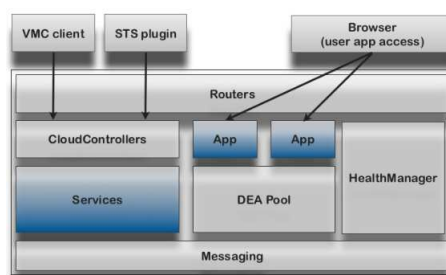 VMC client
STS plugin
Browser
(user app access)
Routers
CloudControllers
App
App
HealthManager
Services
DEA Pool
Messaging